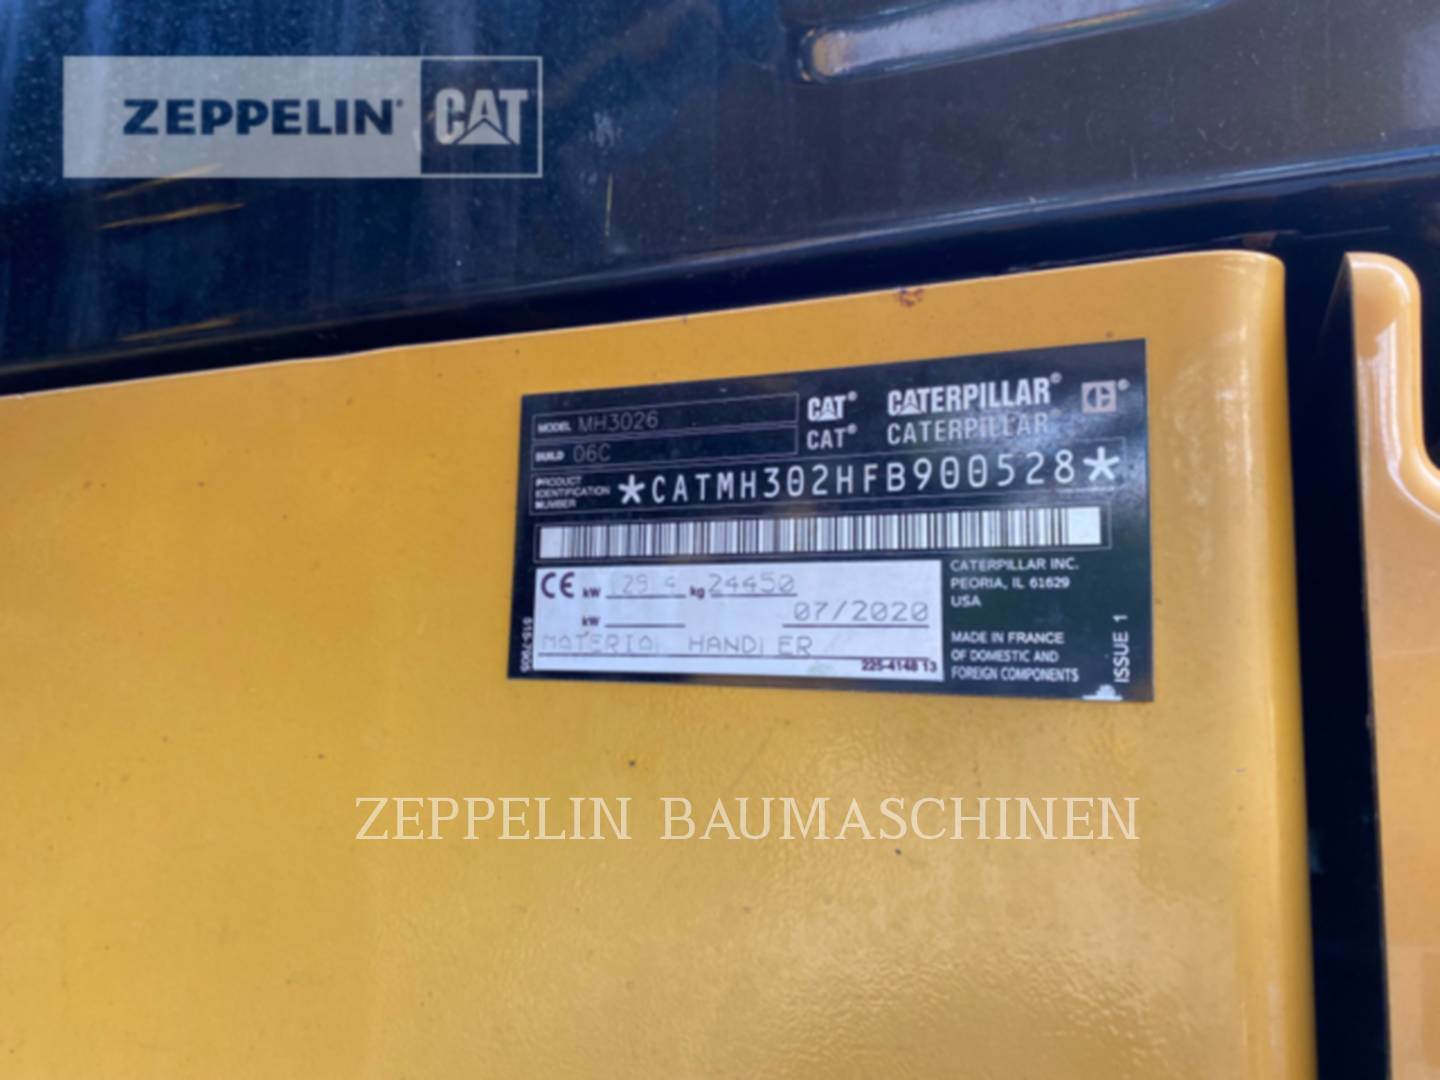 ZEPPELIN CAT
MODEL MH3026
BUILD 06C
CAT® CATERPILLAR®
CAT® CATERPILLAR®
PRODUCT IDENTIFICATION NUMBER
*CATMH302HFB900528*
CE kW 129.4 kg 24450
kW 07/2020
MATERIAL HANDLER
225-4148 13
CATERPILLAR INC.
PEORIA, IL 61629
USA
MADE IN FRANCE
OF DOMESTIC AND
FOREIGN COMPONENTS
ISSUE 1
ZEPPELIN BAUMASCHINEN